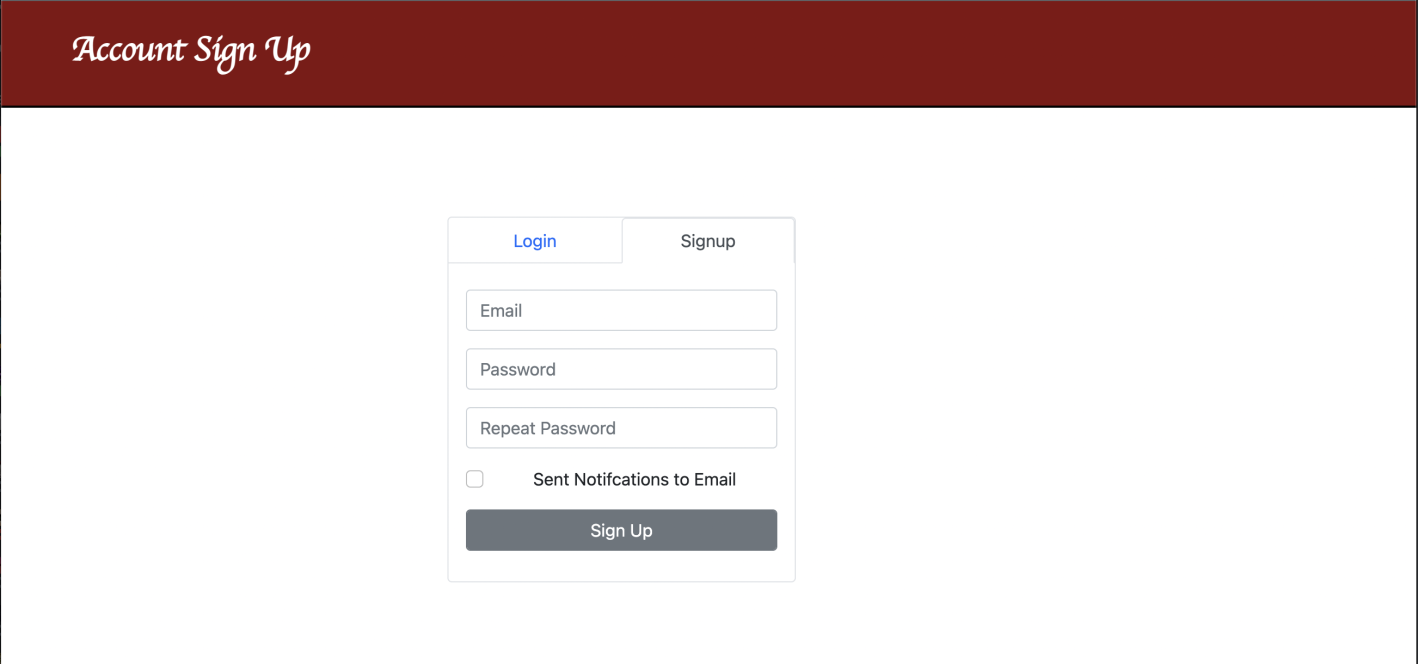 Account Sign Up
Login Signup
Email
Password
Repeat Password
Sent Notifcations to Email
Sign Up